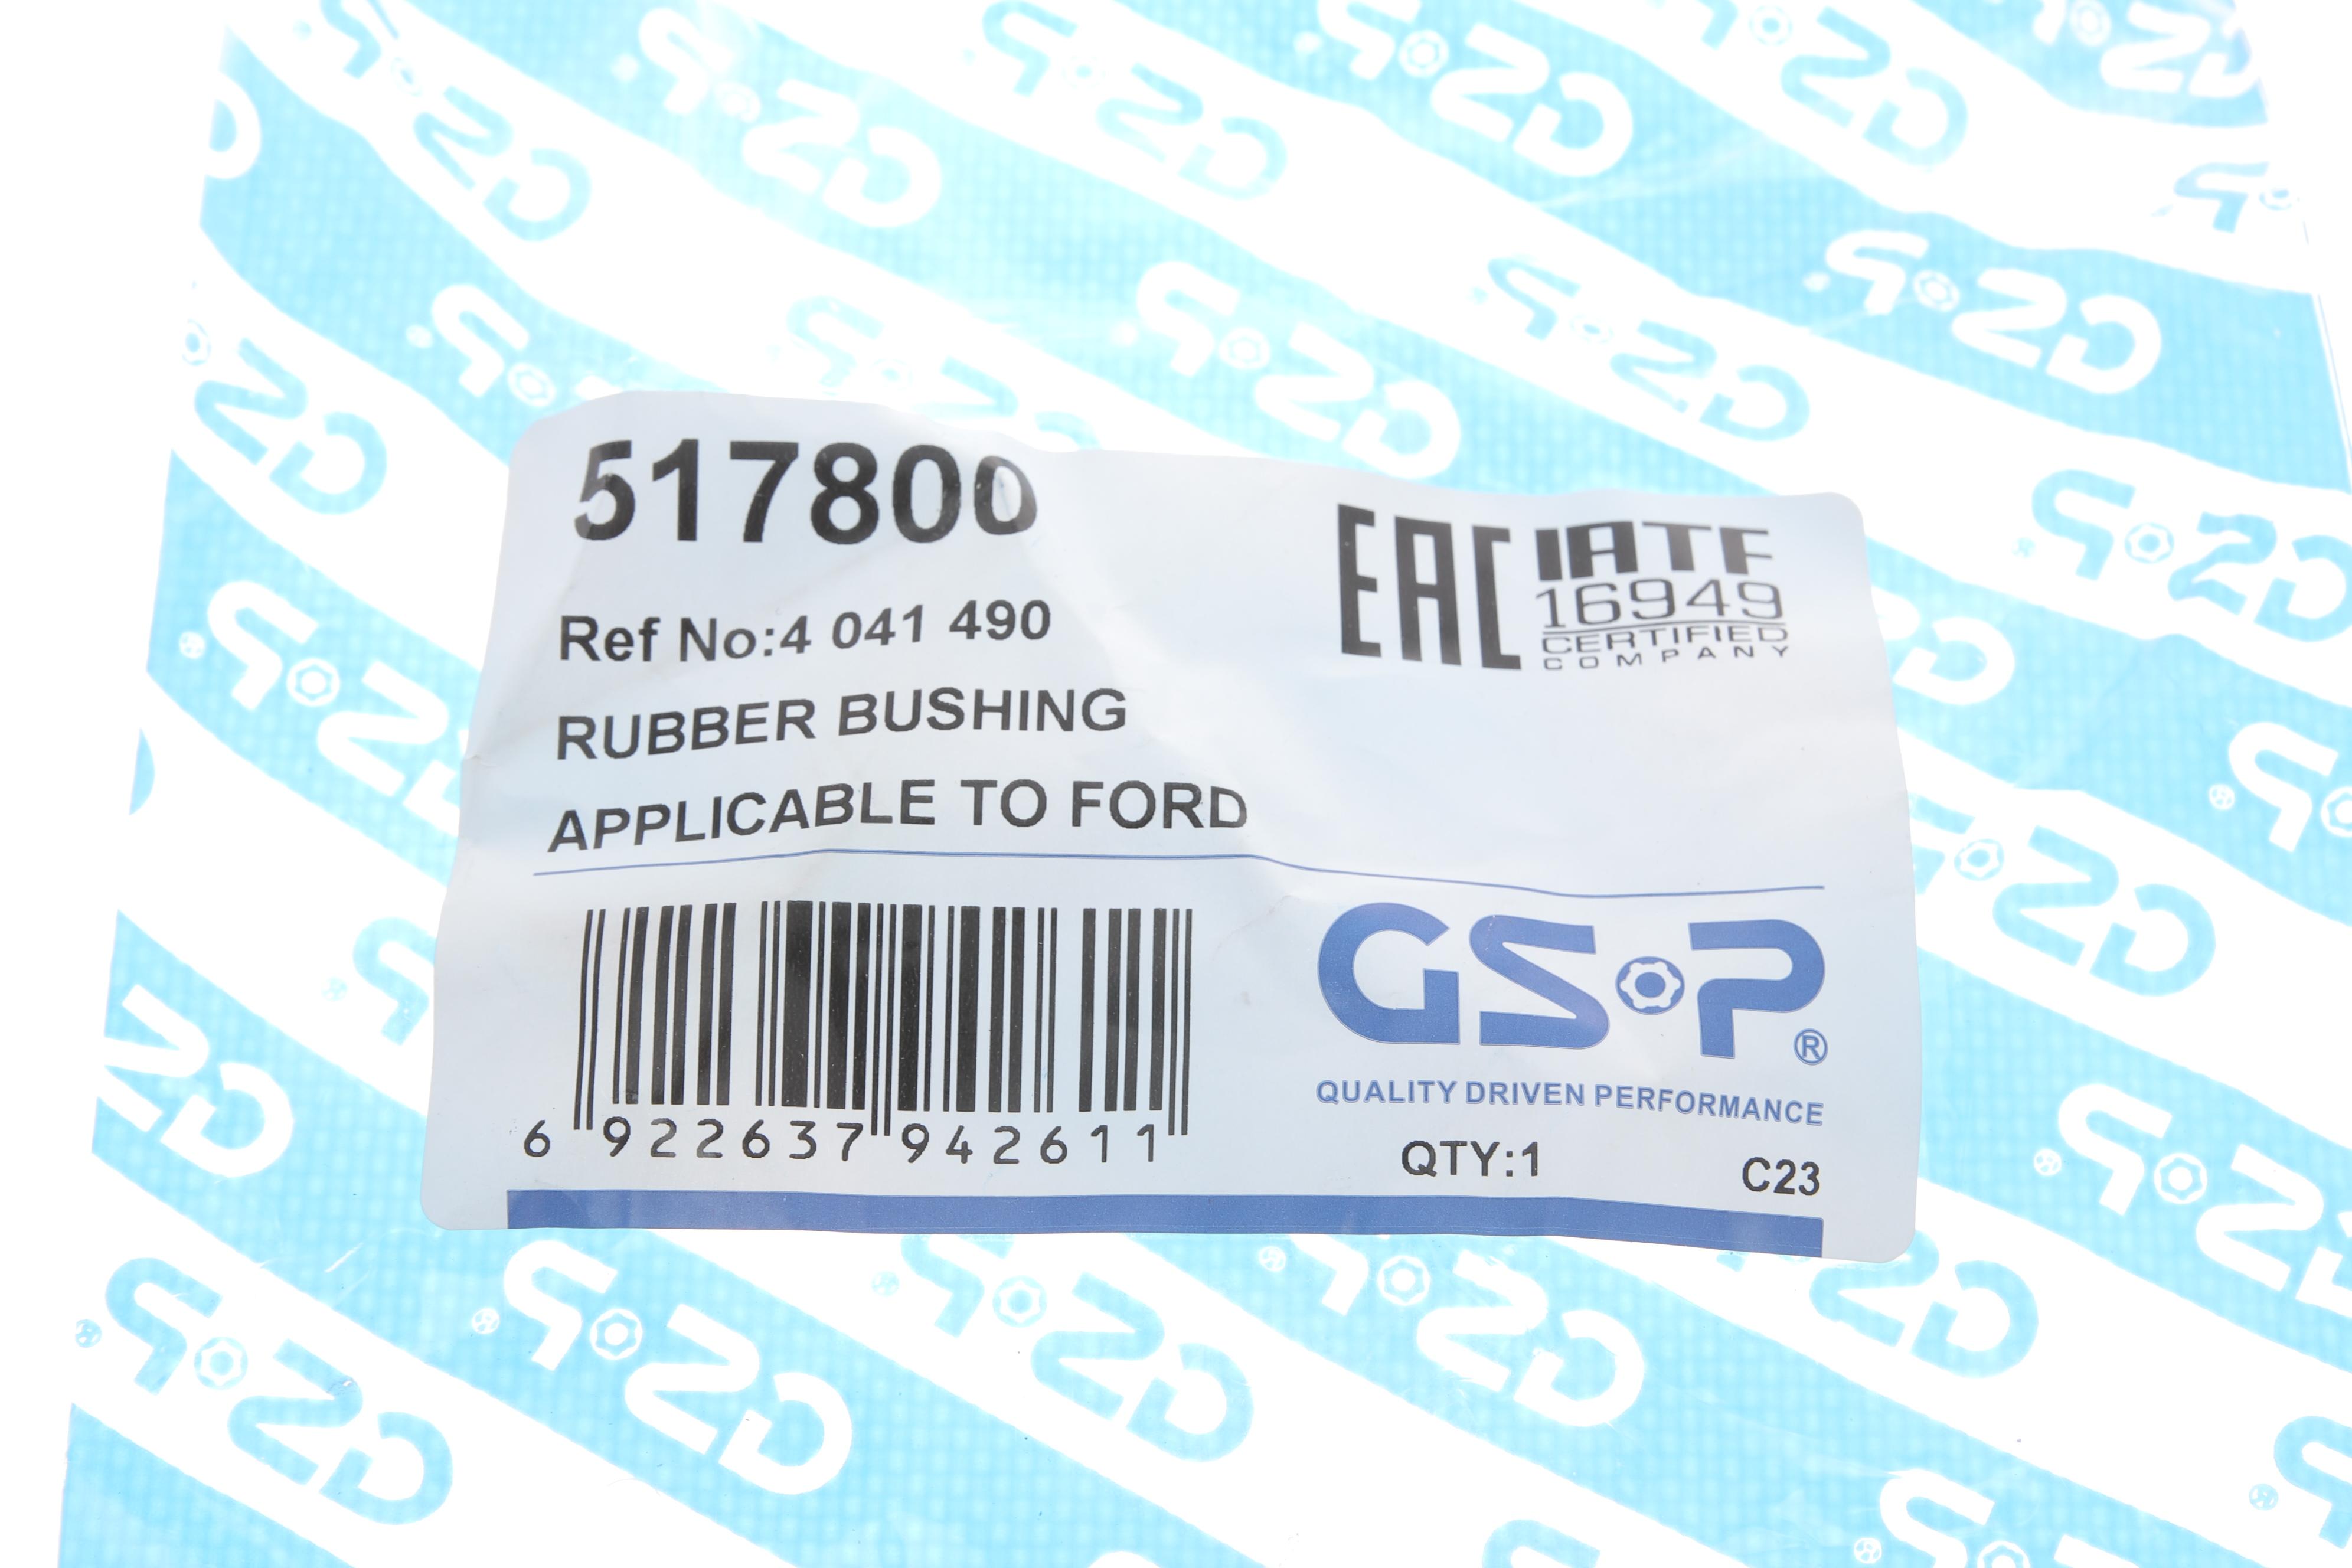 517800
Ref No:4 041 490
RUBBER BUSHING
APPLICABLE TO FORD
EAC
IATF
16949
CERTIFIED
COMPANY
6 922637 942611
GSP®
QUALITY DRIVEN PERFORMANCE
QTY:1
C23